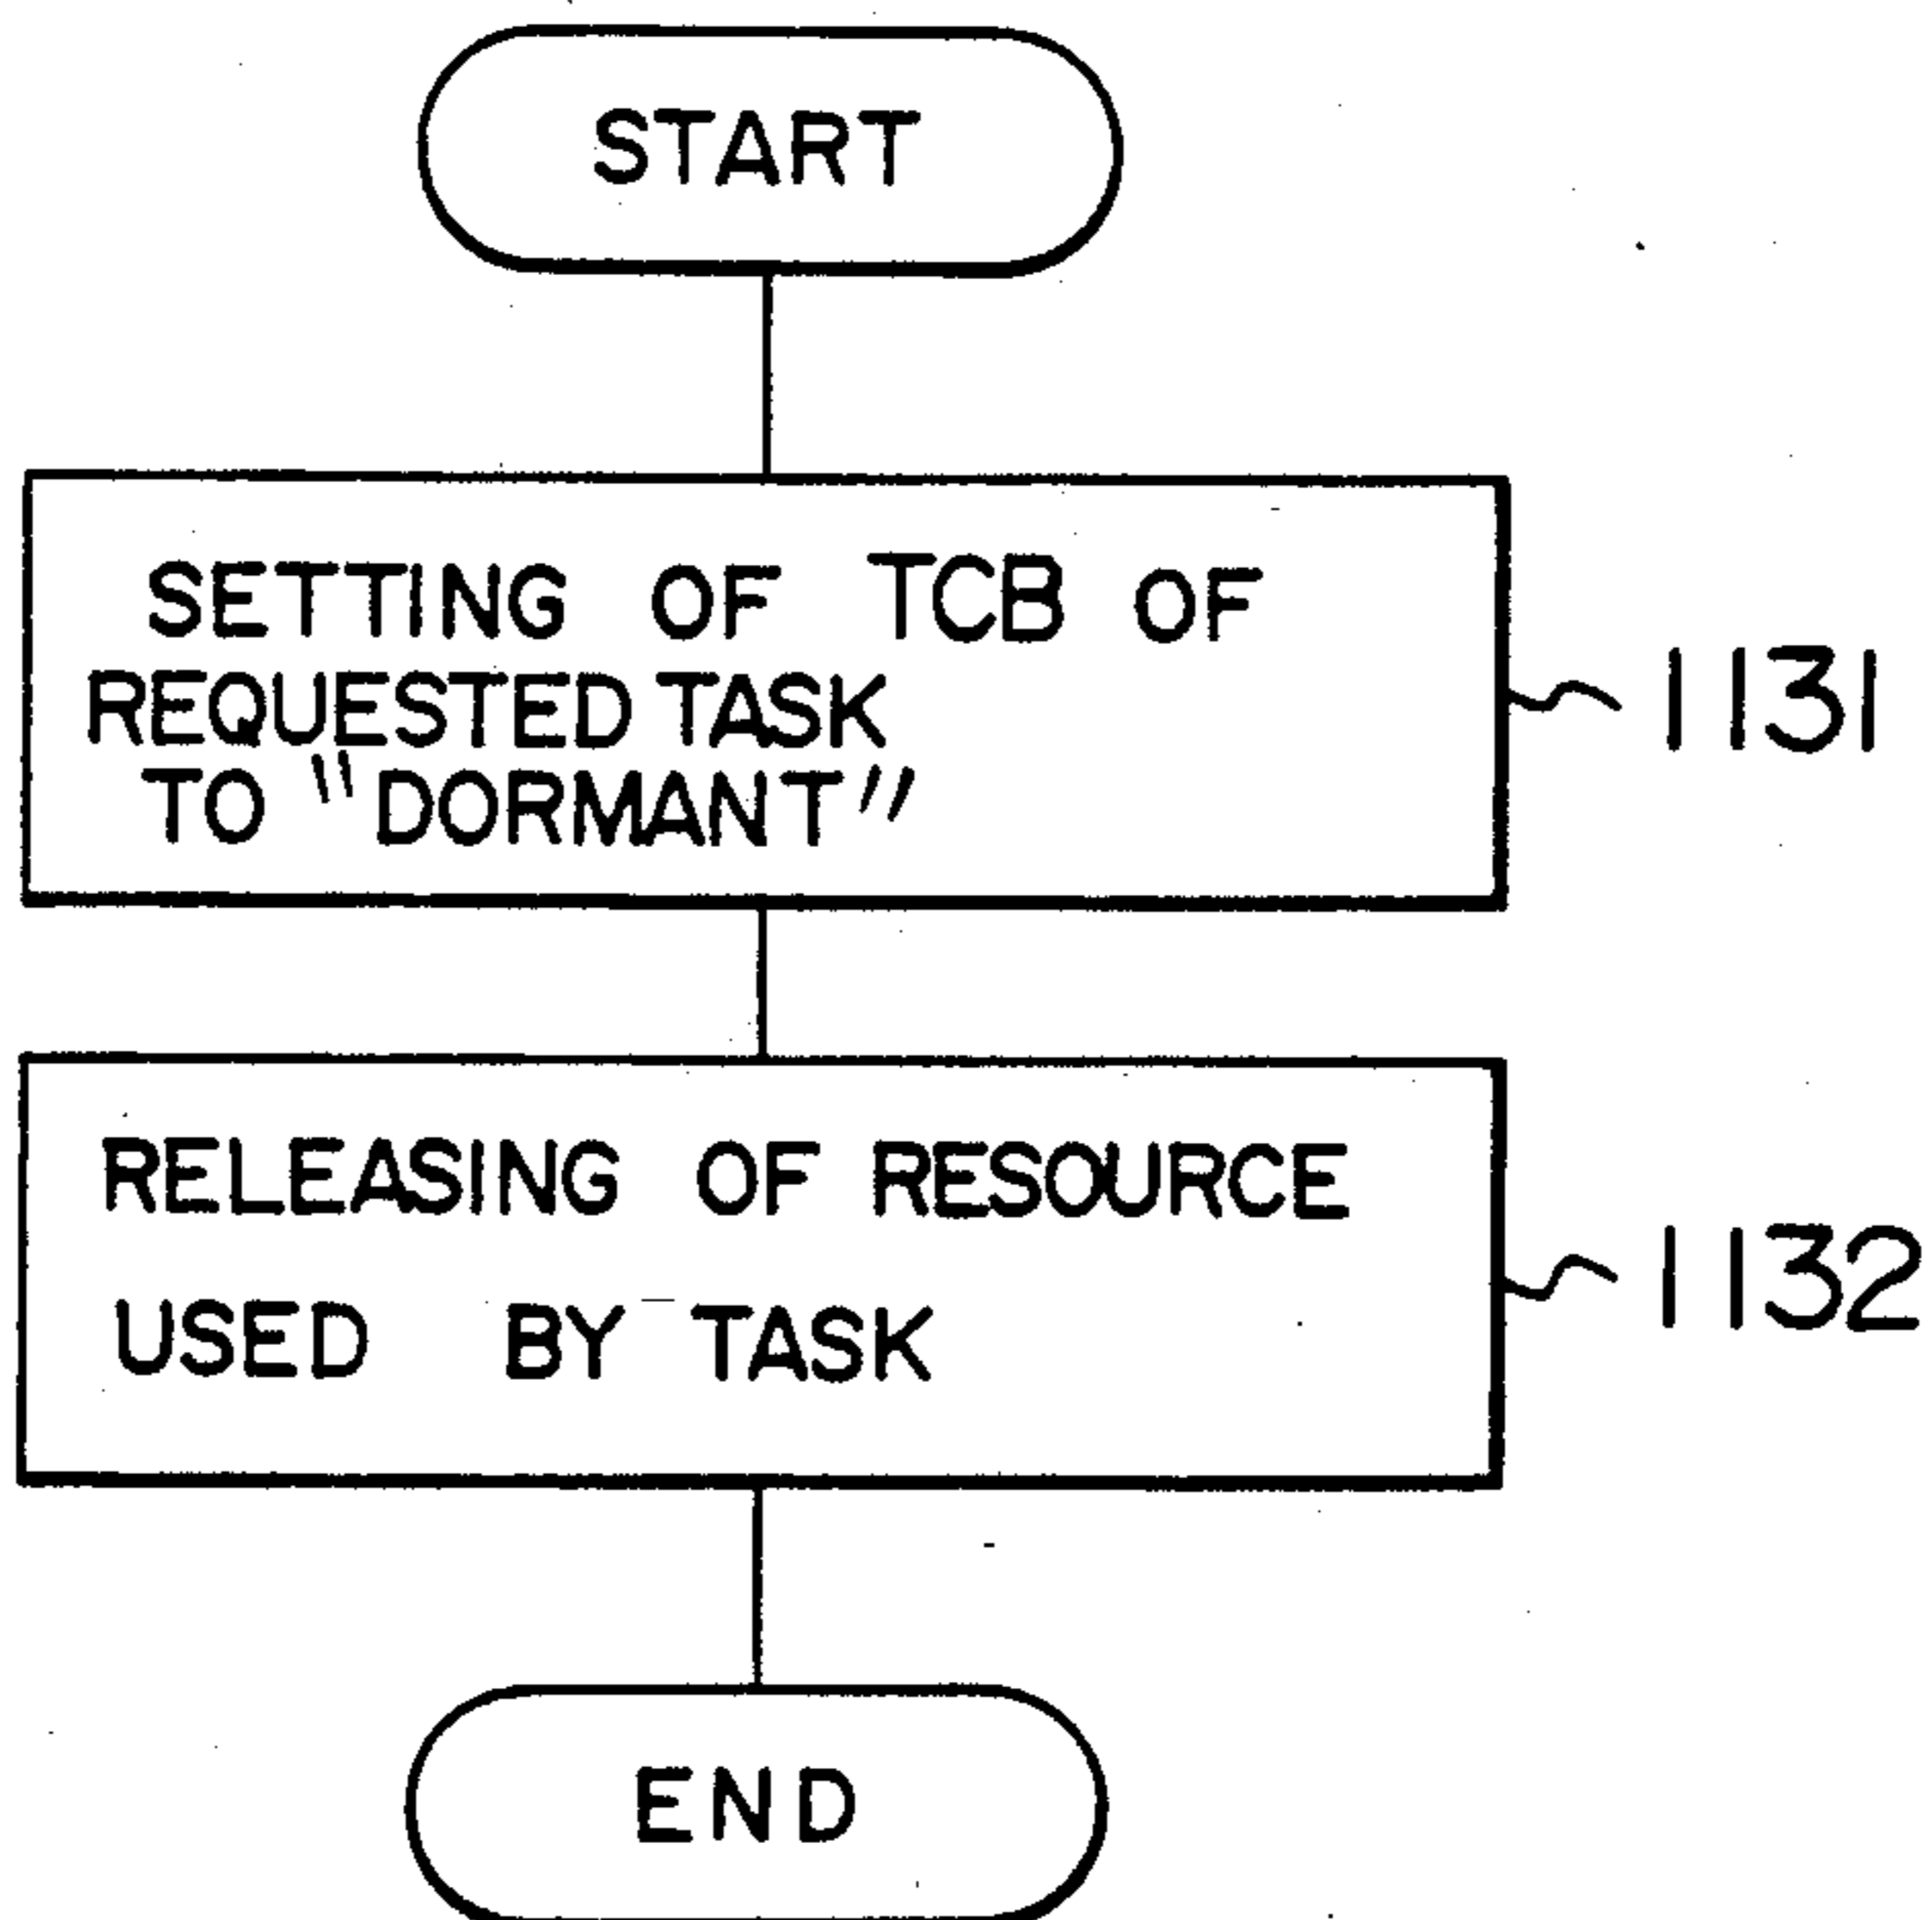 START
SETTING OF TCB OF
REQUESTED TASK
TO "DORMANT"
1131
RELEASING OF RESOURCE
USED BY TASK
1132
END